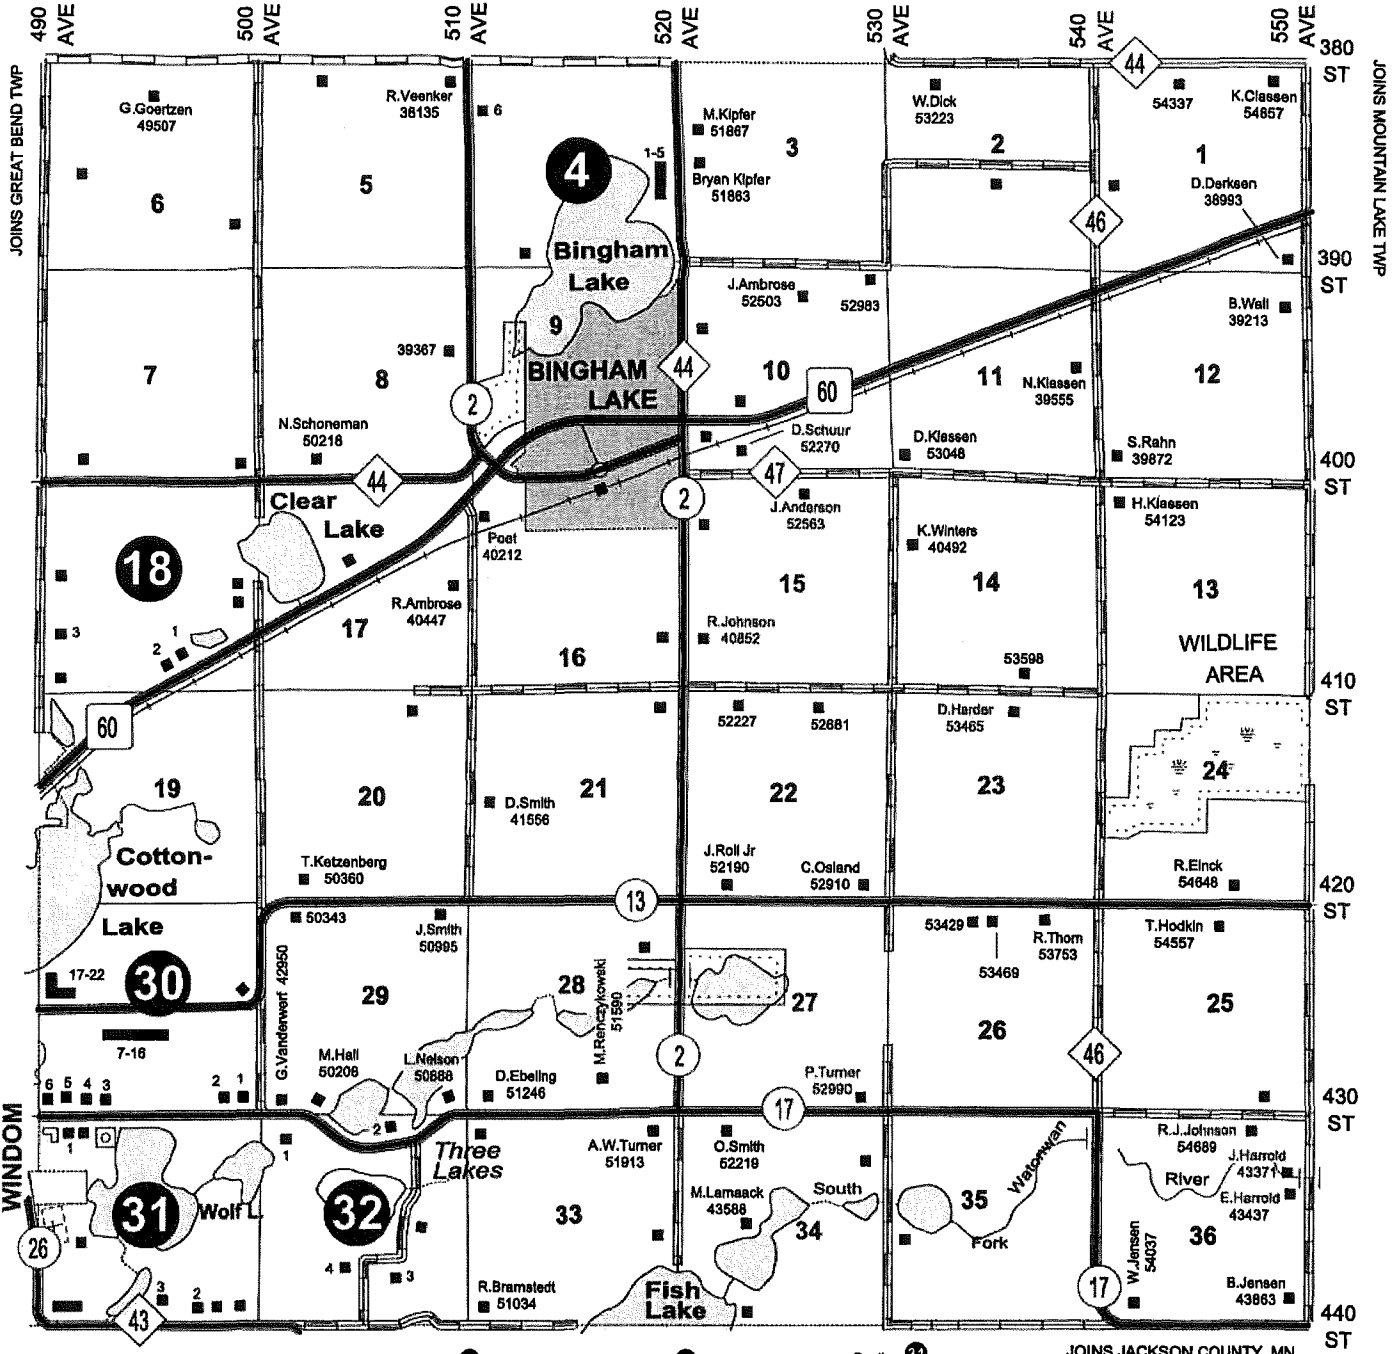 490 AVE
500 AVE
510 AVE
520 AVE
530 AVE
540 AVE
550 AVE
380 ST
JOINS GREAT BEND TWP
JOINS MOUNTAIN LAKE TWP
44
G.Goertzen
49507
R.Veenker
38135
6
M.Kipfer
51867
3
W.Dick
53223
54337
K.Classen
54857
2
1
4
1-5
Bryan Kipfer
51863
6
5
D.Derksen
38993
46
Bingham
Lake
390 ST
J.Ambrose
52503
52983
B.Wall
39213
9
39367
7
8
BINGHAM
LAKE
44
10
60
11
N.Klassen
39555
12
2
N.Schoneman
50218
D.Schuur
52270
D.Klassen
53048
S.Rahn
39872
400 ST
44
47
2
Clear
Lake
J.Anderson
52563
H.Klassen
54123
Poet
40212
K.Winters
40492
18
15
14
13
R.Ambrose
40447
17
R.Johnson
40852
3
2
1
16
WILDLIFE
AREA
53598
410 ST
60
52227
52681
D.Harder
53465
19
20
21
22
23
24
D.Smith
41556
Cotton-
wood
Lake
T.Ketzenberg
50360
J.Roll Jr
52190
C.Osland
52910
R.Elnck
54648
420 ST
13
50343
J.Smith
50995
53429
53469
R.Thom
53753
T.Hodkin
54557
17-22
30
G.Vanderwerf 42950
29
28
M.Renczykowski
51590
27
26
25
7-16
2
46
M.Hall
50208
L.Nelson
50888
D.Ebeling
51246
P.Turner
52990
6 5 4 3
2 1
430 ST
17
WINDOM
1
1
2
Three
Lakes
A.W.Turner
51913
O.Smith
52219
R.J.Johnson
54689
J.Harrold
43371
E.Harrold
43437
Watonwan
River
31
Wolf L.
32
33
M.Lamaack
43588
South
34
35
Fork
36
26
4
3
W.Jensen
54037
17
B.Jensen
43863
3
2
43
R.Bramstedt
51034
Fish
Lake
440 ST
31
JOINS JACKSON COUNTY, MN